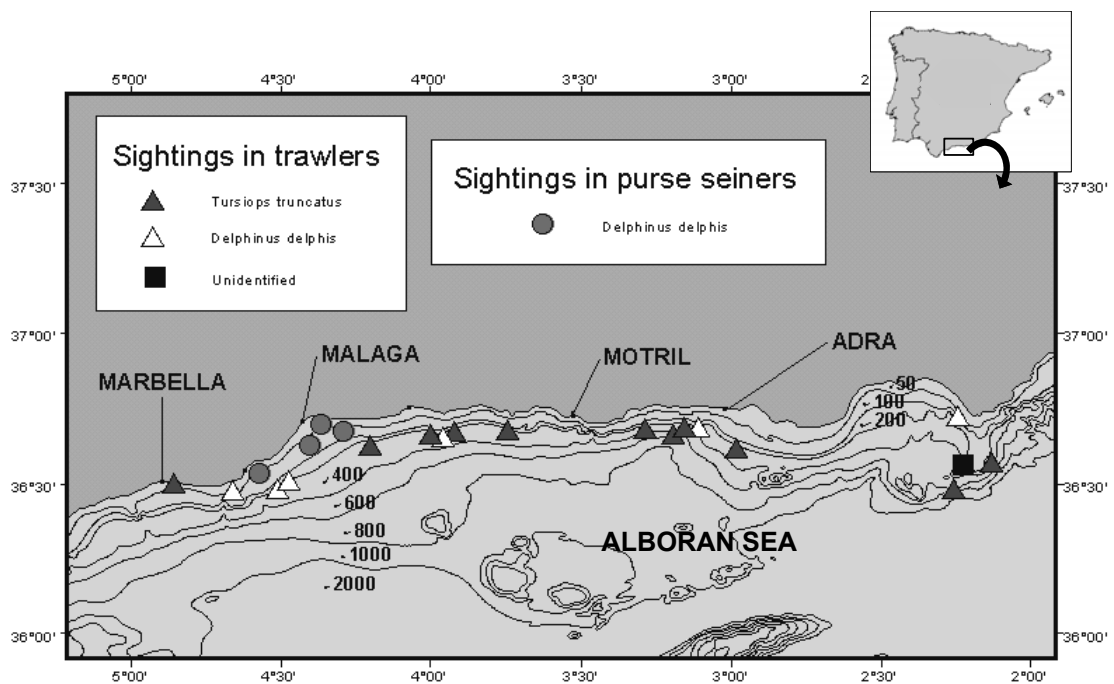 5°00' 4°30' 4°00' 3°30' 3°00' 2°
Sightings in trawlers
Tursiops truncatus
Delphinus delphis
Unidentified
Sightings in purse seiners
Delphinus delphis
37°30' 37°30'
37°00' 37°00'
MARBELLA
MALAGA
MOTRIL
ADRA
50
100
200
36°30' 36°30'
400
600
800
1000
2000
ALBORAN SEA
36°00' 36°00'
5°00' 4°30' 4°00' 3°30' 3°00' 2°30' 2°00'